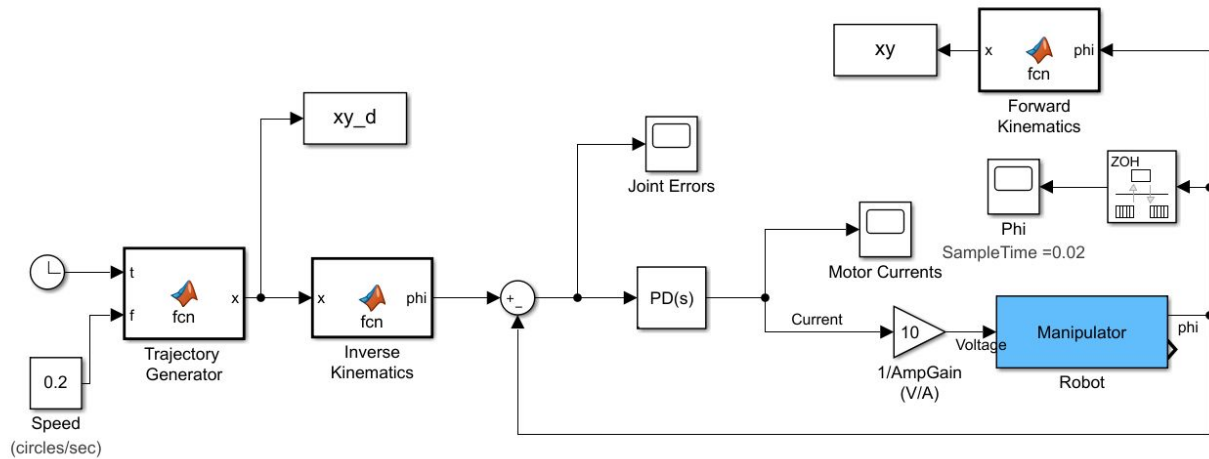 xy
x
phi
fcn
Forward
Kinematics
xy_d
Joint Errors
ZOH
Phi
SampleTime =0.02
Motor Currents
t
f
x
fcn
Trajectory
Generator
x
phi
fcn
Inverse
Kinematics
+
_
PD(s)
Current
10
1/AmpGain
(V/A)
Voltage
Manipulator
Robot
phi
0.2
Speed
(circles/sec)